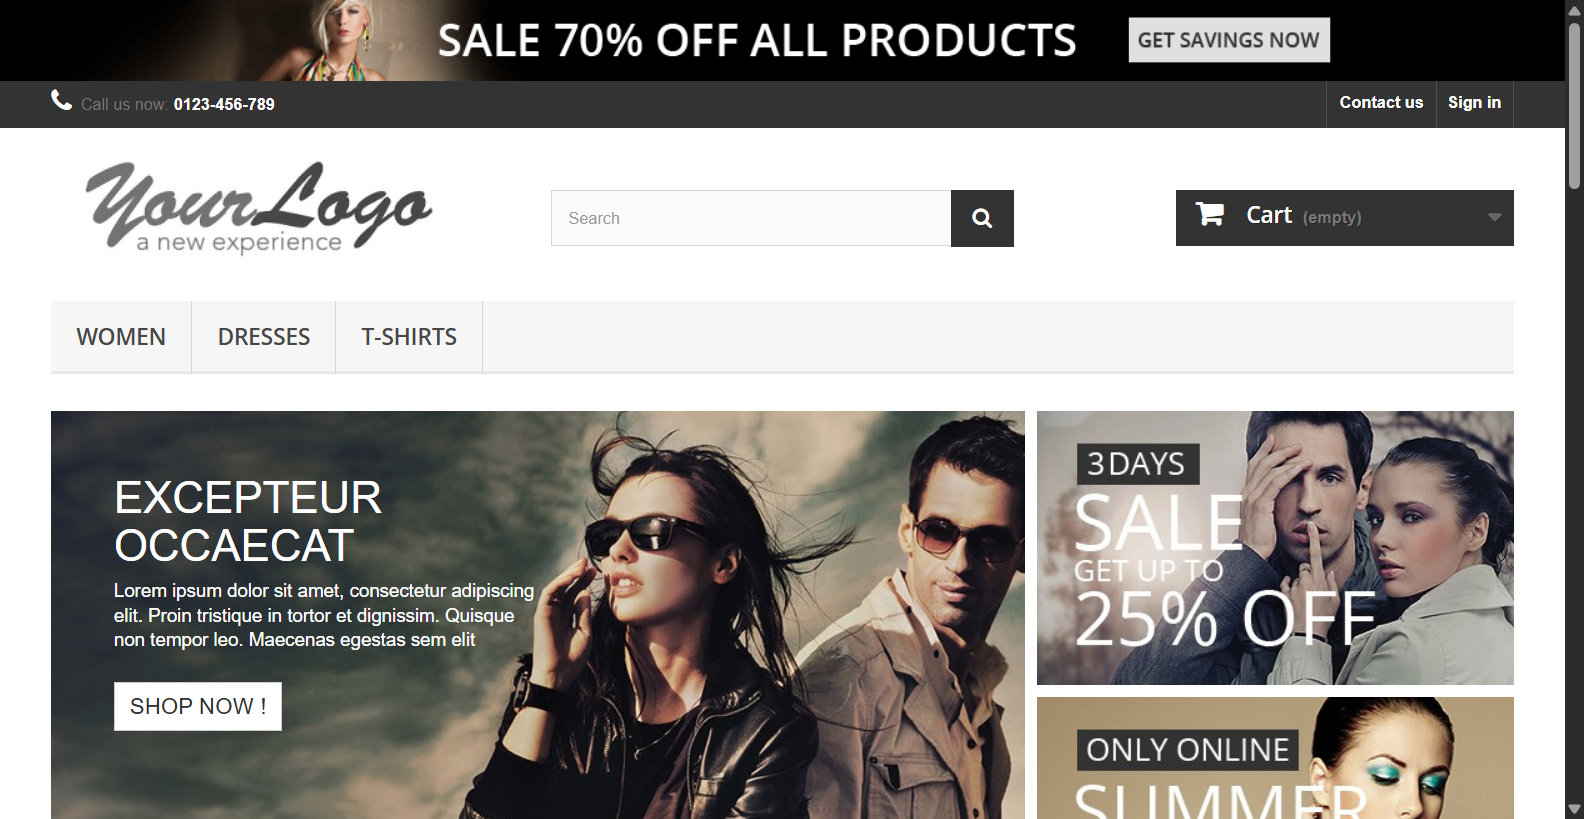 SALE 70% OFF ALL PRODUCTS
GET SAVINGS NOW
Call us now: 0123-456-789
Contact us
Sign in
YourLogo
a new experience
Search
Cart (empty)
WOMEN
DRESSES
T-SHIRTS
EXCEPTEUR
OCCAECAT
Lorem ipsum dolor sit amet, consectetur adipiscing
elit. Proin tristique in tortor et dignissim. Quisque
non tempor leo. Maecenas egestas sem elit
SHOP NOW !
3 DAYS
SALE
GET UP TO
25% OFF
ONLY ONLINE
SUMMER